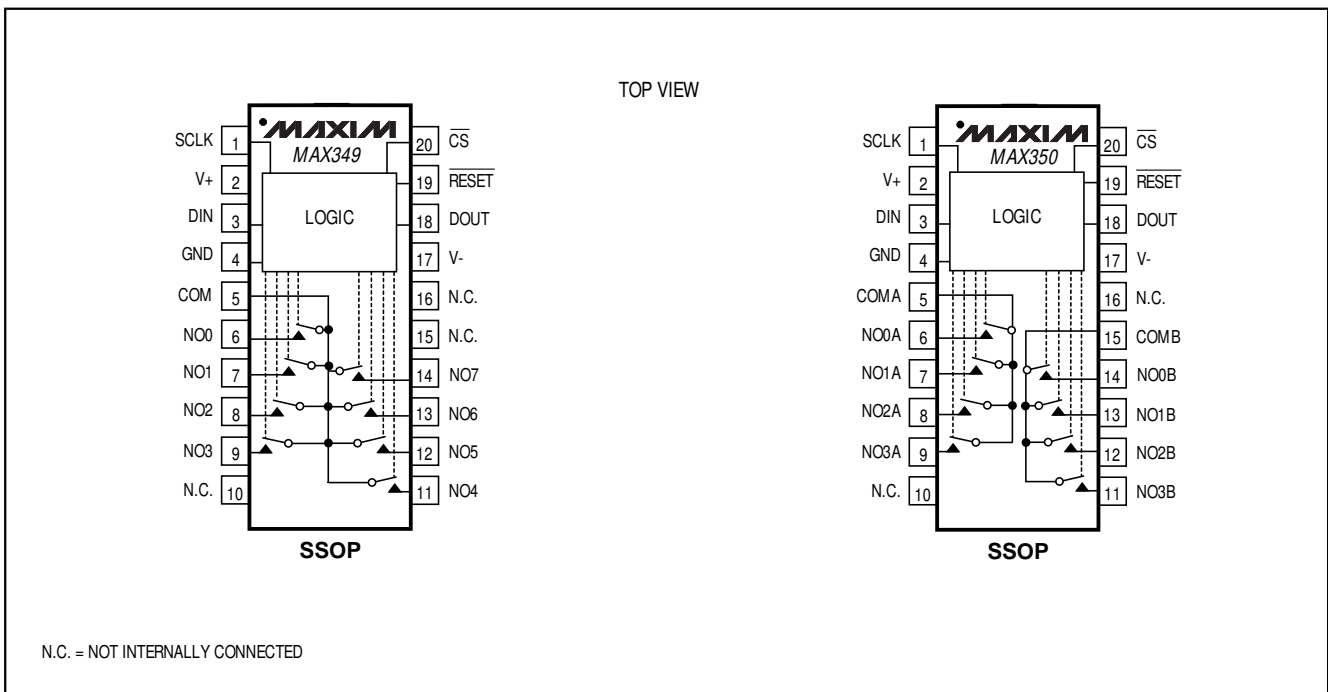 TOP VIEW
MAXIM
MAX349
SCLK 1
V+ 2
DIN 3
GND 4
COM 5
NO0 6
NO1 7
NO2 8
NO3 9
N.C. 10
LOGIC
20 CS
19 RESET
18 DOUT
17 V-
16 N.C.
15 N.C.
14 NO7
13 NO6
12 NO5
11 NO4
SSOP
MAXIM
MAX350
SCLK 1
V+ 2
DIN 3
GND 4
COMA 5
NO0A 6
NO1A 7
NO2A 8
NO3A 9
N.C. 10
LOGIC
20 CS
19 RESET
18 DOUT
17 V-
16 N.C.
15 COMB
14 NO0B
13 NO1B
12 NO2B
11 NO3B
SSOP
N.C. = NOT INTERNALLY CONNECTED